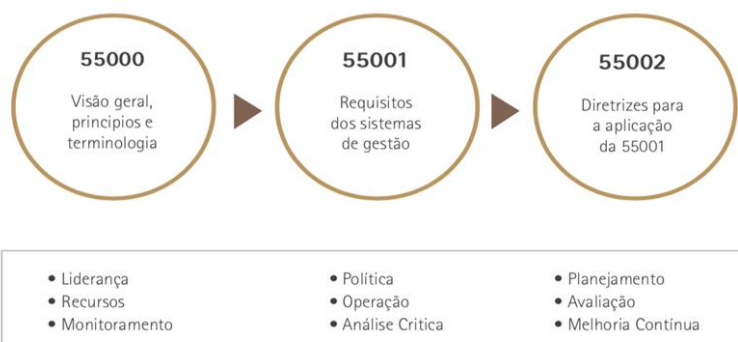 55000
Visão geral,
principios e
terminologia
55001
Requisitos
dos sistemas
de gestão
55002
Diretrizes para
a aplicação
da 55001
• Liderança
• Recursos
• Monitoramento
• Política
• Operação
• Análise Critica
• Planejamento
• Avaliação
• Melhoria Contínua